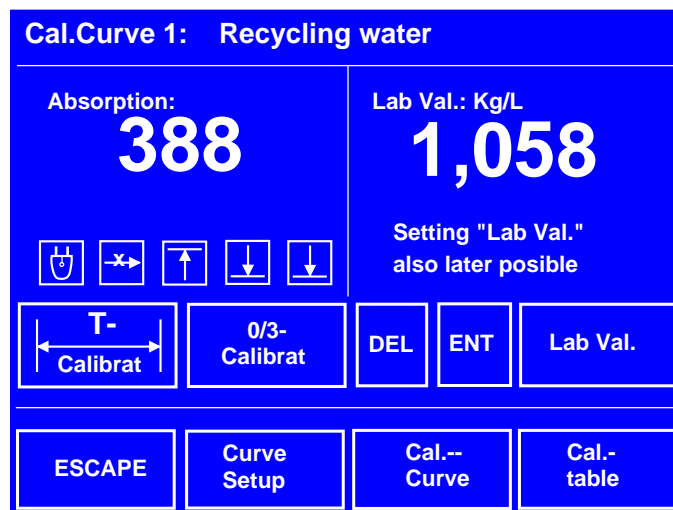 Cal.Curve 1: Recycling water
Absorption:
388
Lab Val.: Kg/L
1,058
Setting "Lab Val."
also later posible
x
T-
Calibrat
0/3-
Calibrat
DEL
ENT
Lab Val.
ESCAPE
Curve
Setup
Cal.--
Curve
Cal.-
table